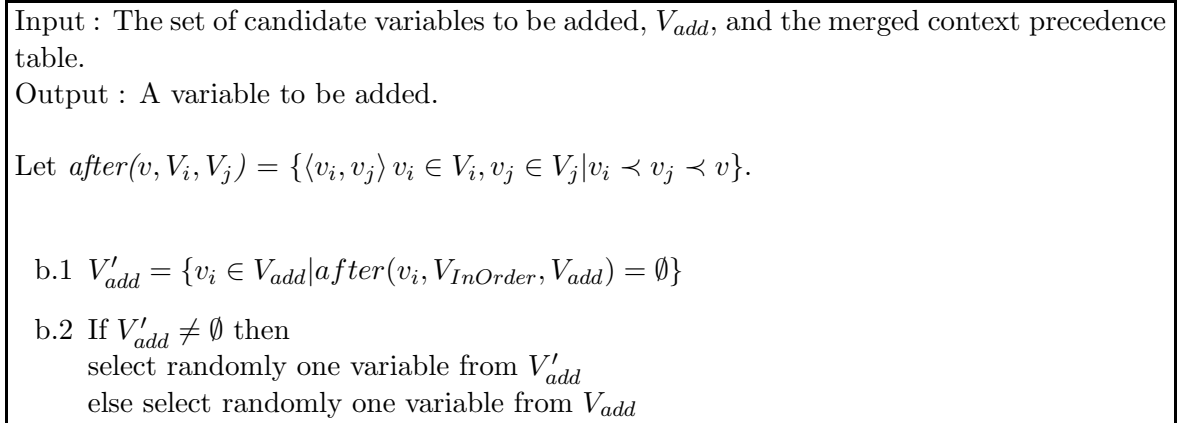 Input : The set of candidate variables to be added, V_add, and the merged context precedence
table.
Output : A variable to be added.
Let after(v, V_i, V_j) = {⟨v_i, v_j⟩ v_i ∈ V_i, v_j ∈ V_j|v_i ≺ v_j ≺ v}.
b.1 V′_add = {v_i ∈ V_add|after(v_i, V_InOrder, V_add) = ∅}
b.2 If V′_add ≠ ∅ then
select randomly one variable from V′_add
else select randomly one variable from V_add